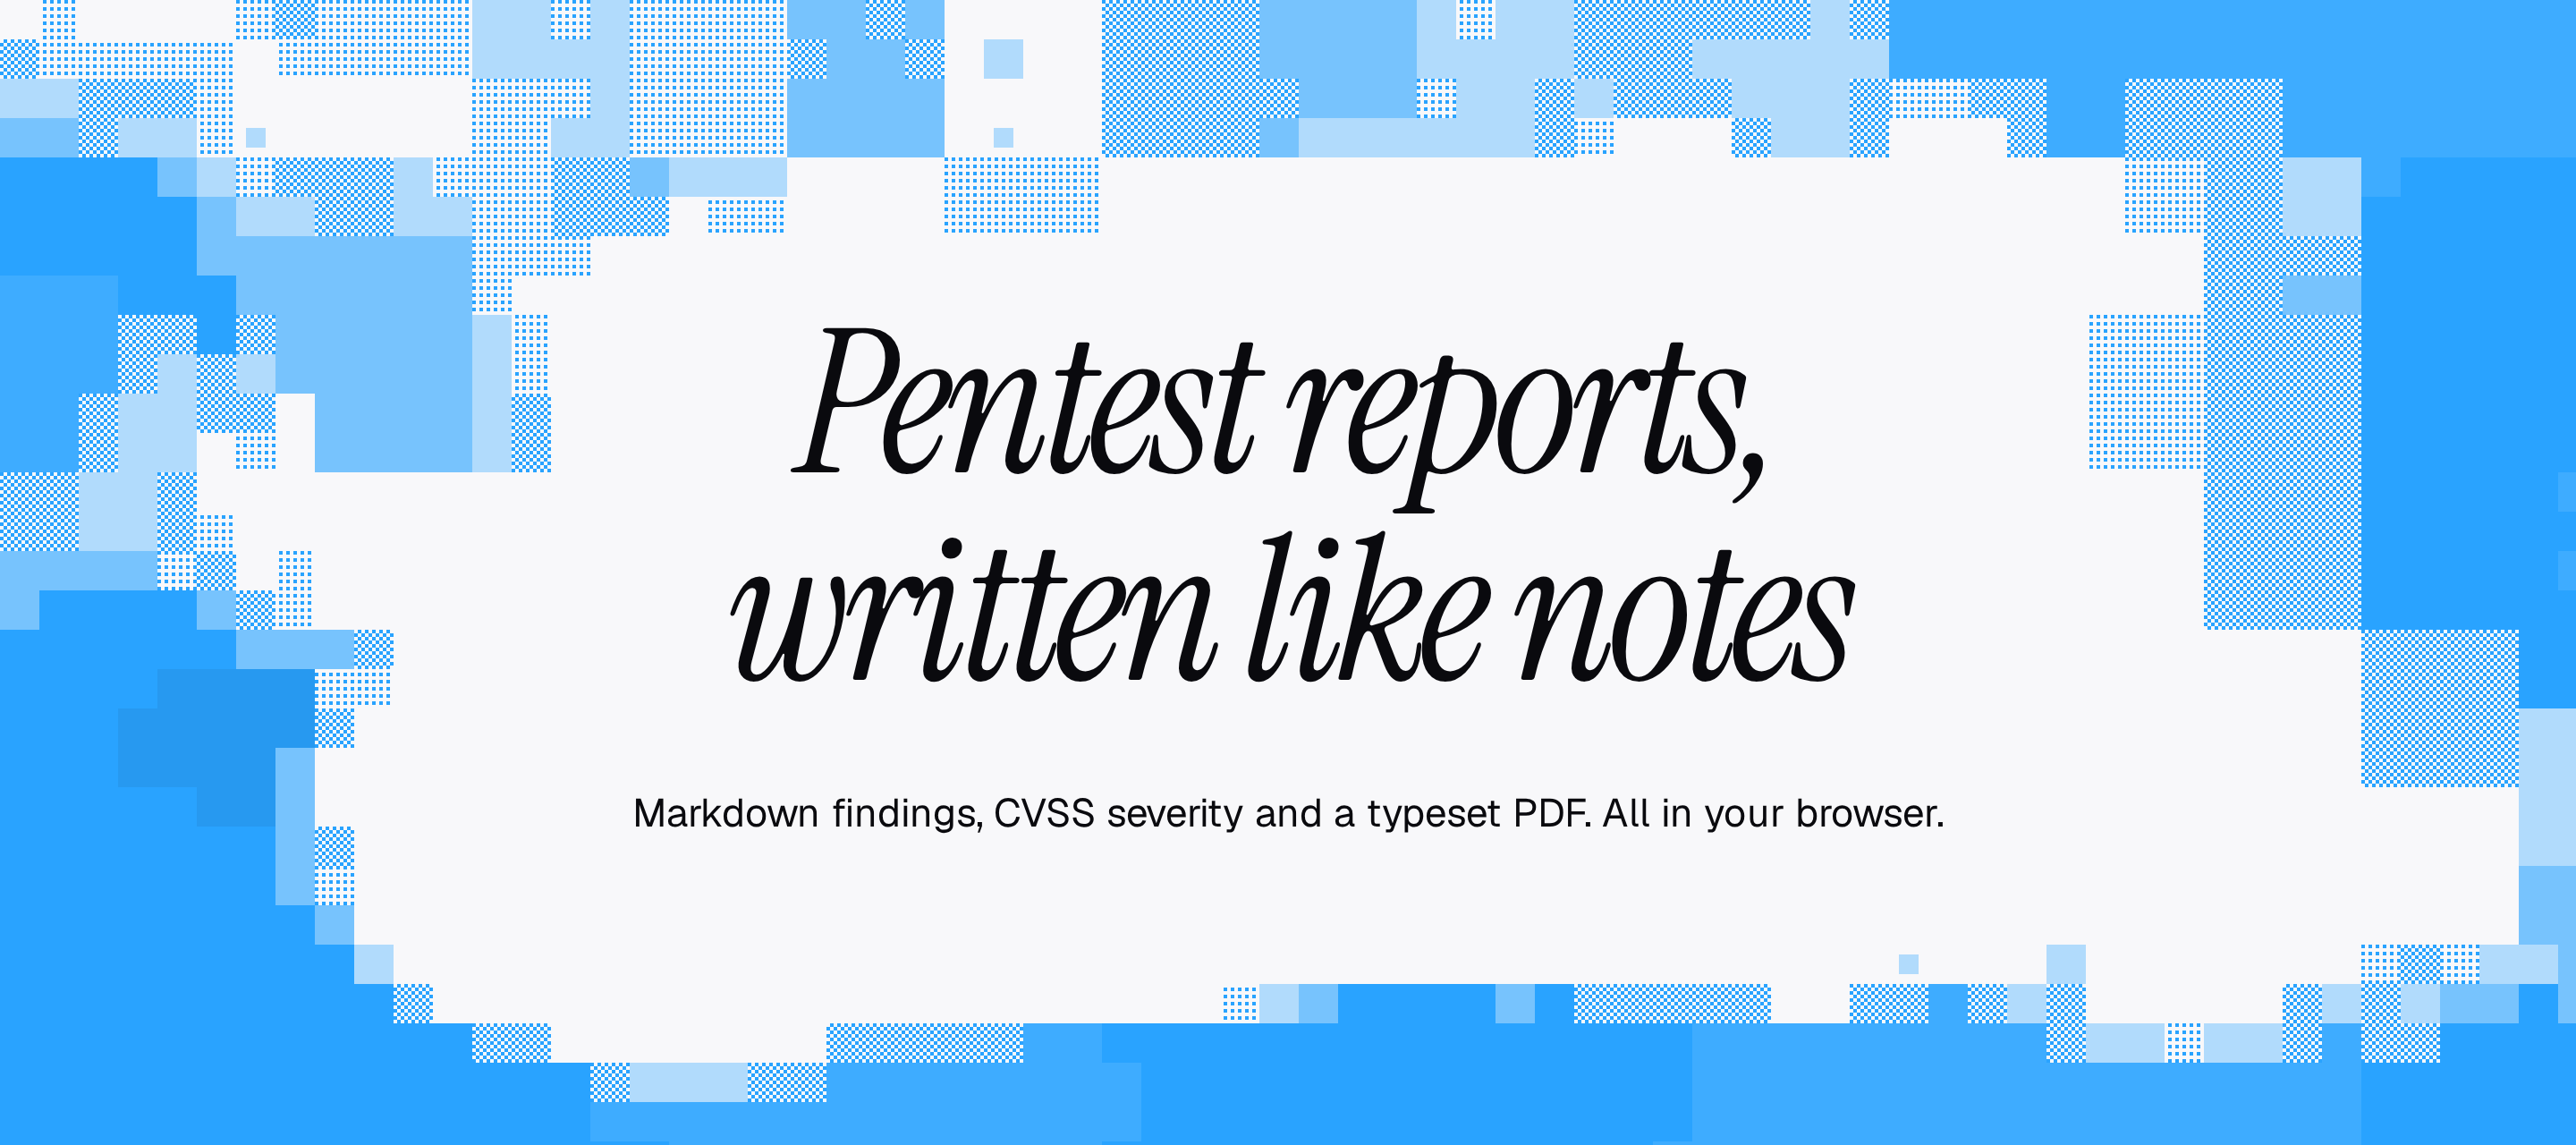 Pentest reports,
written like notes
Markdown findings, CVSS severity and a typeset PDF. All in your browser.